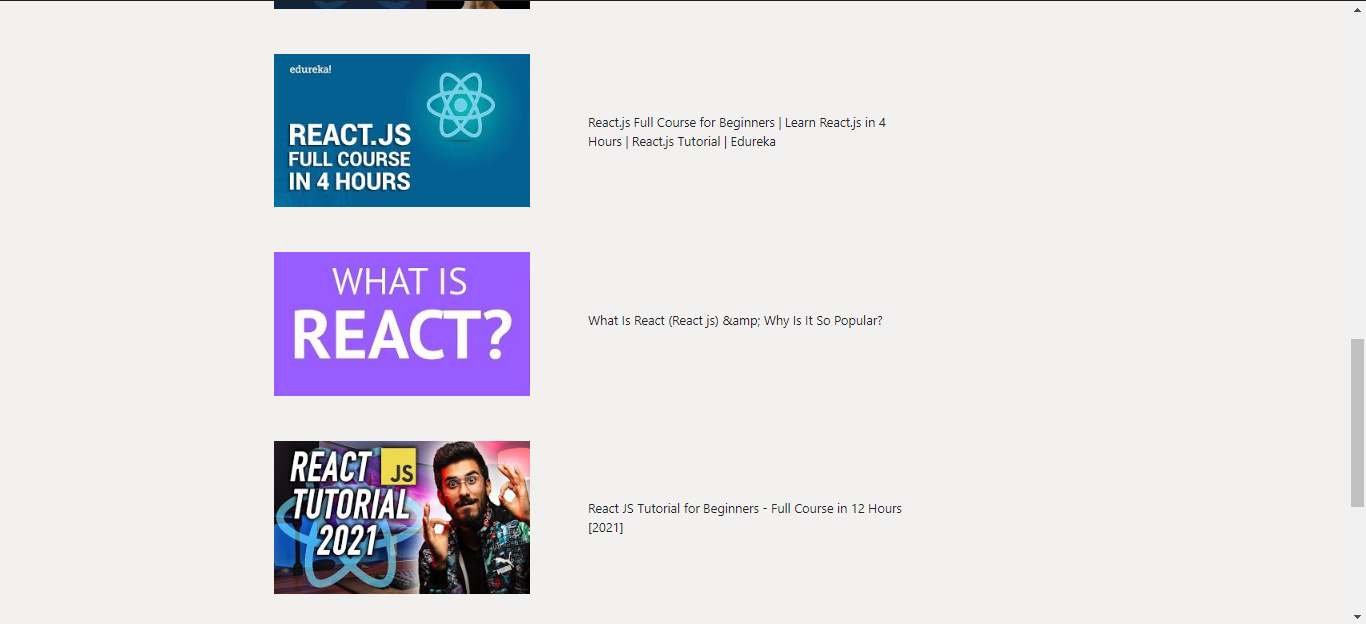 edureka!
REACT.JS
FULL COURSE
IN 4 HOURS
React.js Full Course for Beginners | Learn React.js in 4
Hours | React.js Tutorial | Edureka
WHAT IS
REACT?
What Is React (React js) &amp; Why Is It So Popular?
REACT JS
TUTORIAL
2021
React JS Tutorial for Beginners - Full Course in 12 Hours
[2021]